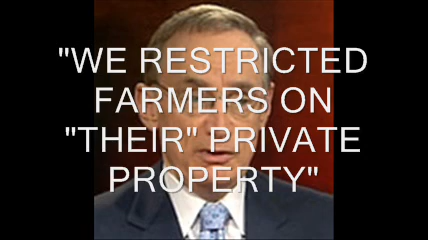 "WE RESTRICTED
FARMERS ON
"THEIR" PRIVATE
PROPERTY"